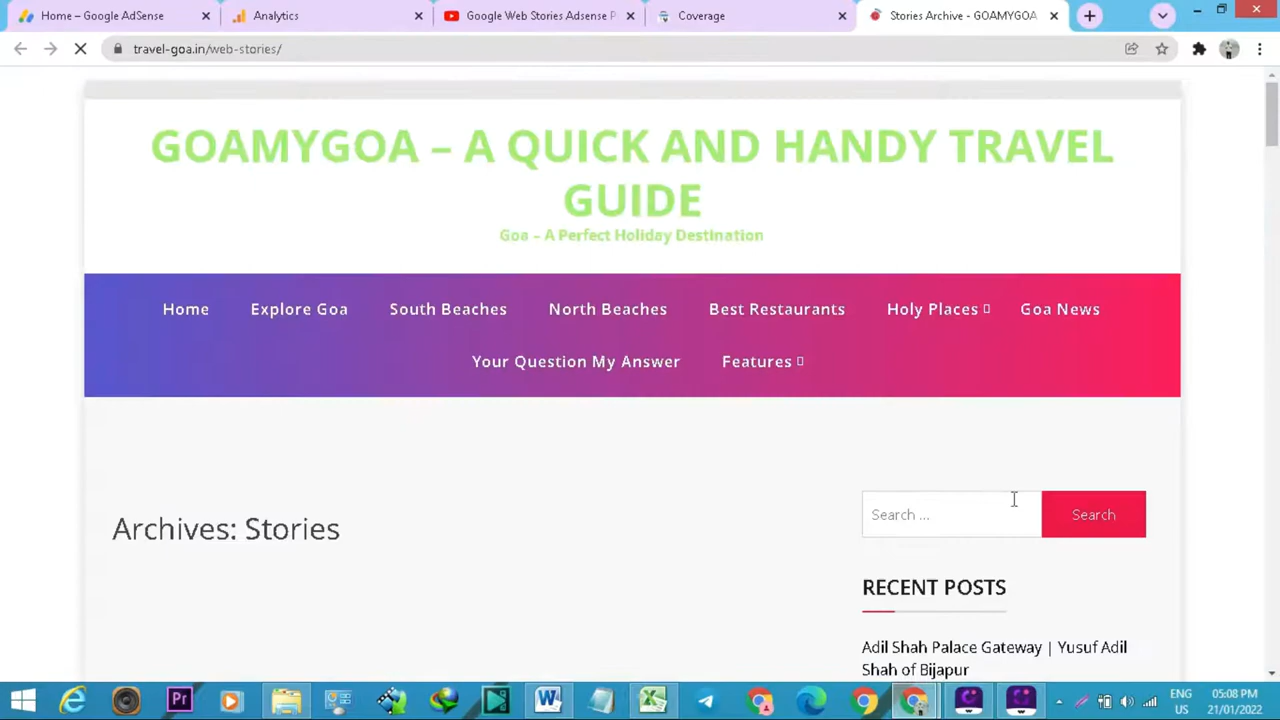 Home – Google AdSense
Analytics
Google Web Stories Adsense P
Coverage
Stories Archive - GOAMYGOA
travel-goa.in/web-stories/
GOAMYGOA – A QUICK AND HANDY TRAVEL
GUIDE
Goa – A Perfect Holiday Destination
Home
Explore Goa
South Beaches
North Beaches
Best Restaurants
Holy Places
Goa News
Your Question My Answer
Features
Archives: Stories
Search ...
Search
RECENT POSTS
Adil Shah Palace Gateway | Yusuf Adil
Shah of Bijapur
ENG
US
05:08 PM
21/01/2022